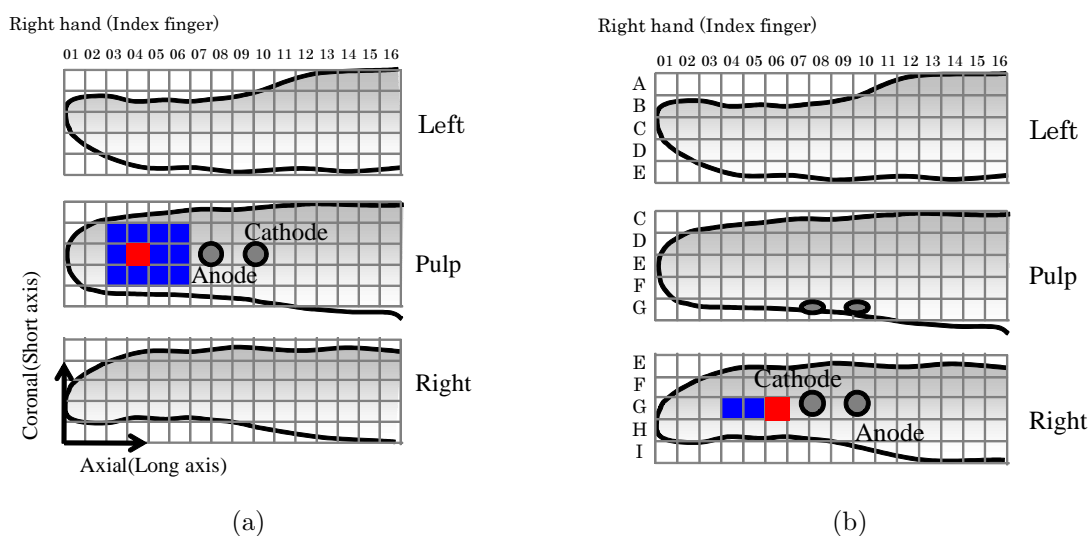 Right hand (Index finger)
01 02 03 04 05 06 07 08 09 10 11 12 13 14 15 16
Left
Cathode
Anode
Pulp
Right
Coronal(Short axis)
Axial(Long axis)
(a)
Right hand (Index finger)
01 02 03 04 05 06 07 08 09 10 11 12 13 14 15 16
A
B
C
D
E
Left
C
D
E
F
G
Pulp
E
F
G
H
I
Cathode
Anode
Right
(b)